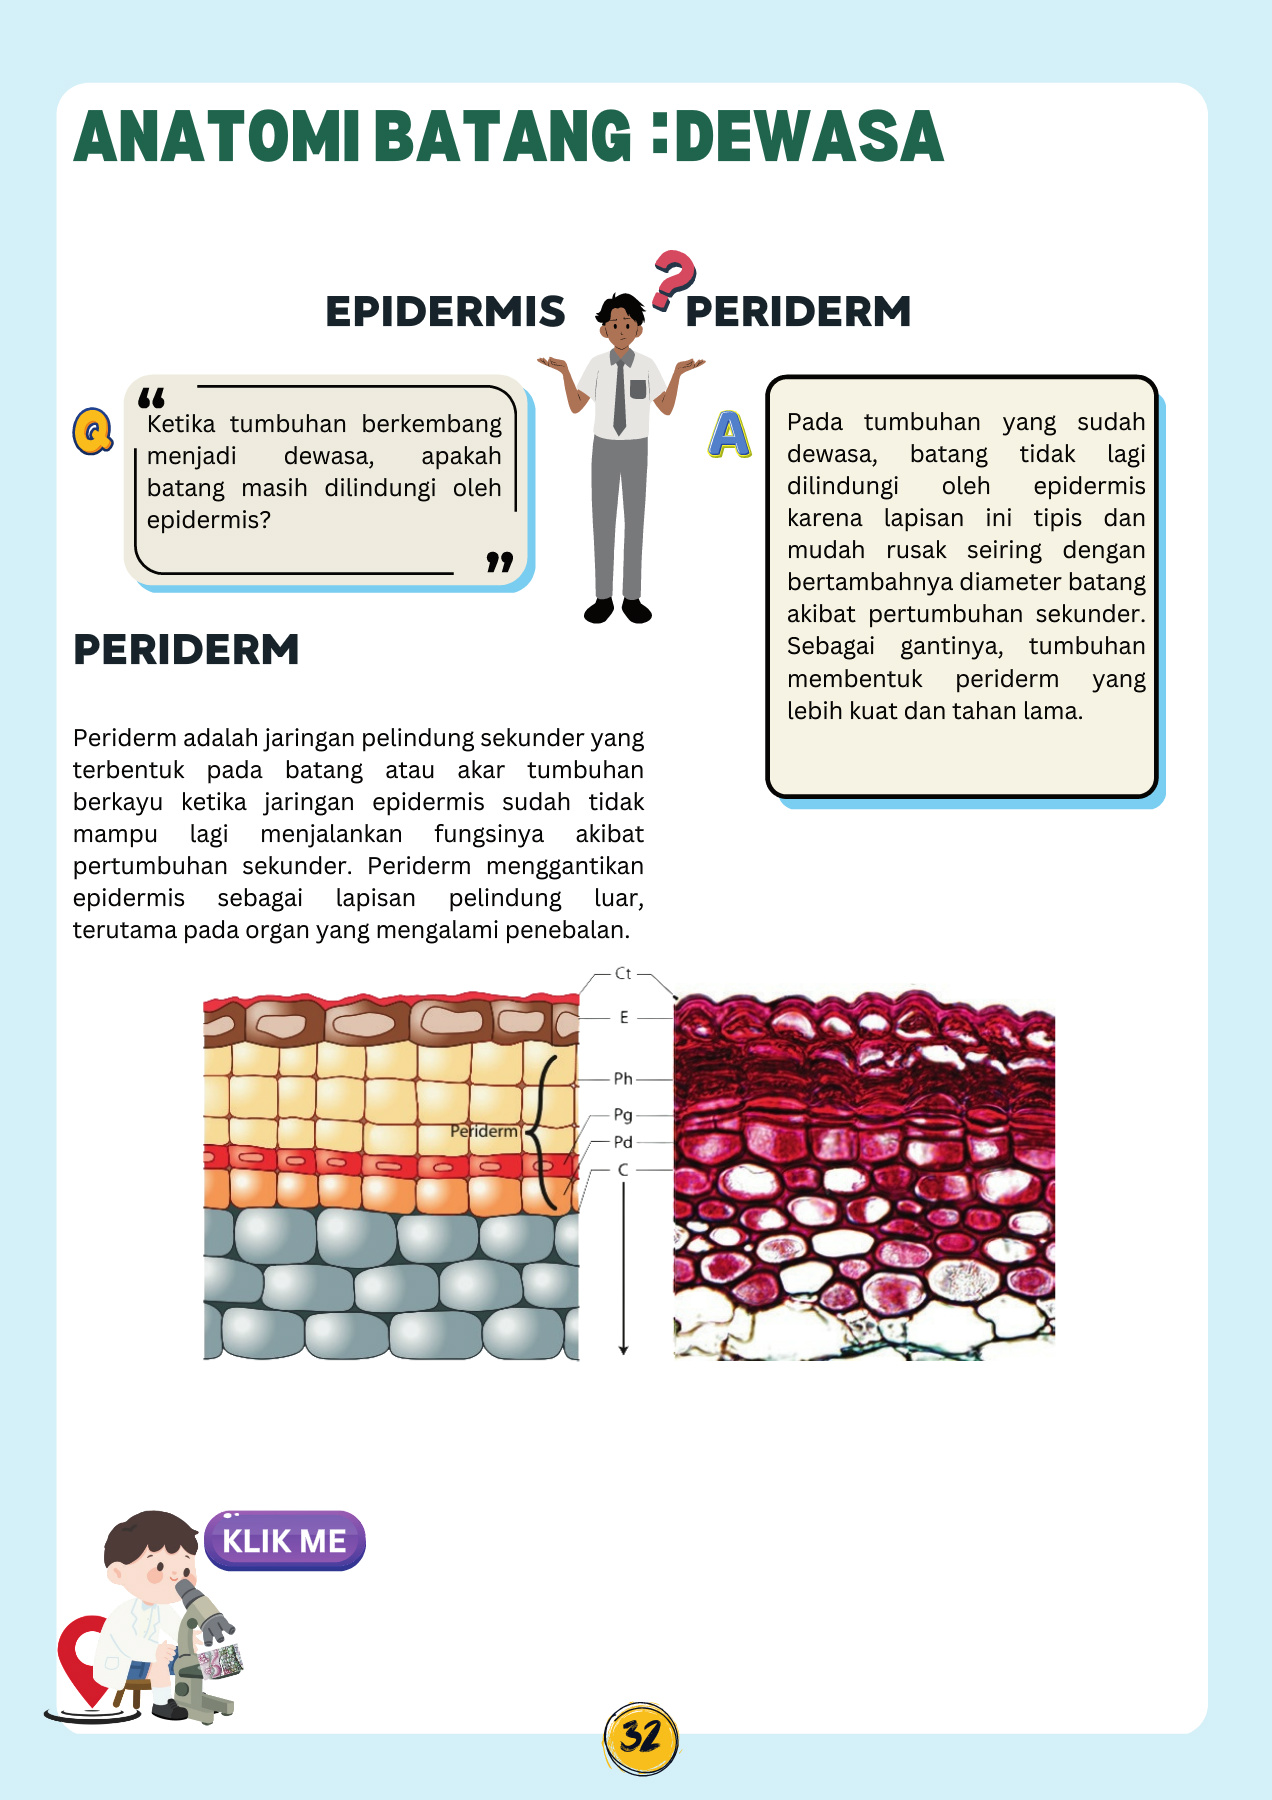 ANATOMI BATANG :DEWASA
EPIDERMIS
?
PERIDERM
Q
“
Ketika tumbuhan berkembang
menjadi dewasa, apakah
batang masih dilindungi oleh
epidermis?
”
A
Pada tumbuhan yang sudah
dewasa, batang tidak lagi
dilindungi oleh epidermis
karena lapisan ini tipis dan
mudah rusak seiring dengan
bertambahnya diameter batang
akibat pertumbuhan sekunder.
Sebagai gantinya, tumbuhan
membentuk periderm yang
lebih kuat dan tahan lama.
PERIDERM
Periderm adalah jaringan pelindung sekunder yang
terbentuk pada batang atau akar tumbuhan
berkayu ketika jaringan epidermis sudah tidak
mampu lagi menjalankan fungsinya akibat
pertumbuhan sekunder. Periderm menggantikan
epidermis sebagai lapisan pelindung luar,
terutama pada organ yang mengalami penebalan.
Ct
E
Ph
Pg
Periderm
Pd
C
KLIK ME
32